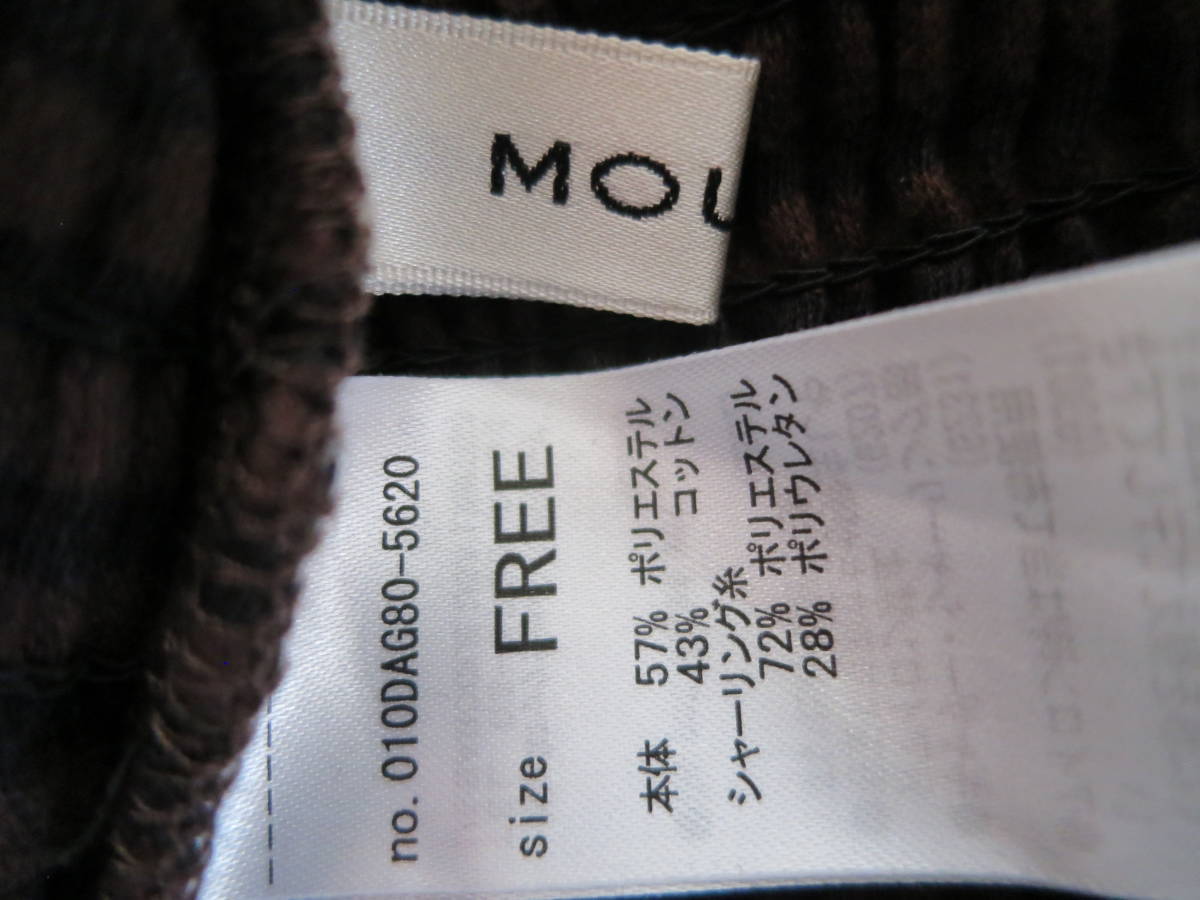 MOU
no. 010DAG80-5620
size FREE
本体 57% ポリエステル
43% コットン
シャーリング糸
72% ポリエステル
28% ポリウレタン